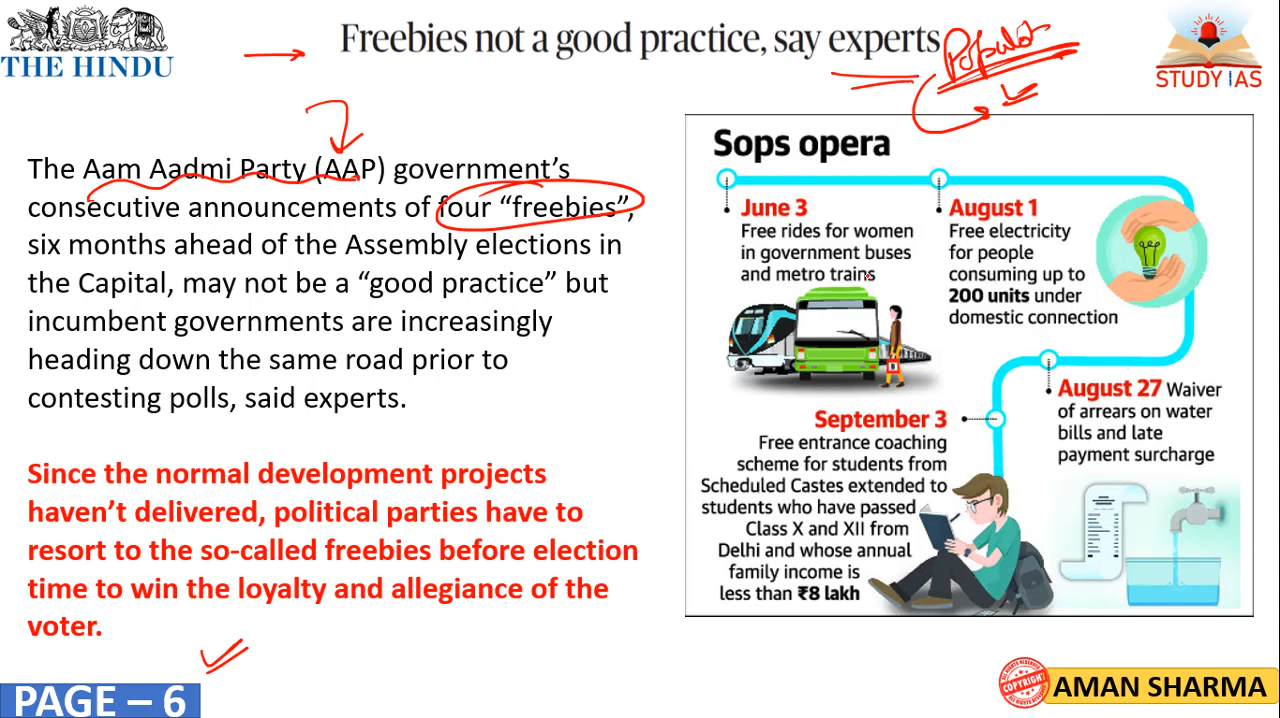 THE HINDU
Freebies not a good practice, say experts
STUDY IAS
The Aam Aadmi Party (AAP) government's
consecutive announcements of four “freebies”,
six months ahead of the Assembly elections in
the Capital, may not be a “good practice” but
incumbent governments are increasingly
heading down the same road prior to
contesting polls, said experts.
Since the normal development projects
haven't delivered, political parties have to
resort to the so-called freebies before election
time to win the loyalty and allegiance of the
voter.
Sops opera
June 3
Free rides for women
in government buses
and metro trains
August 1
Free electricity
for people
consuming up to
200 units under
domestic connection
August 27 Waiver
of arrears on water
bills and late
payment surcharge
September 3
Free entrance coaching
scheme for students from
Scheduled Castes extended to
students who have passed
Class X and XII from
Delhi and whose annual
family income is
less than ₹8 lakh
PAGE – 6
COPYRIGHT
AMAN SHARMA